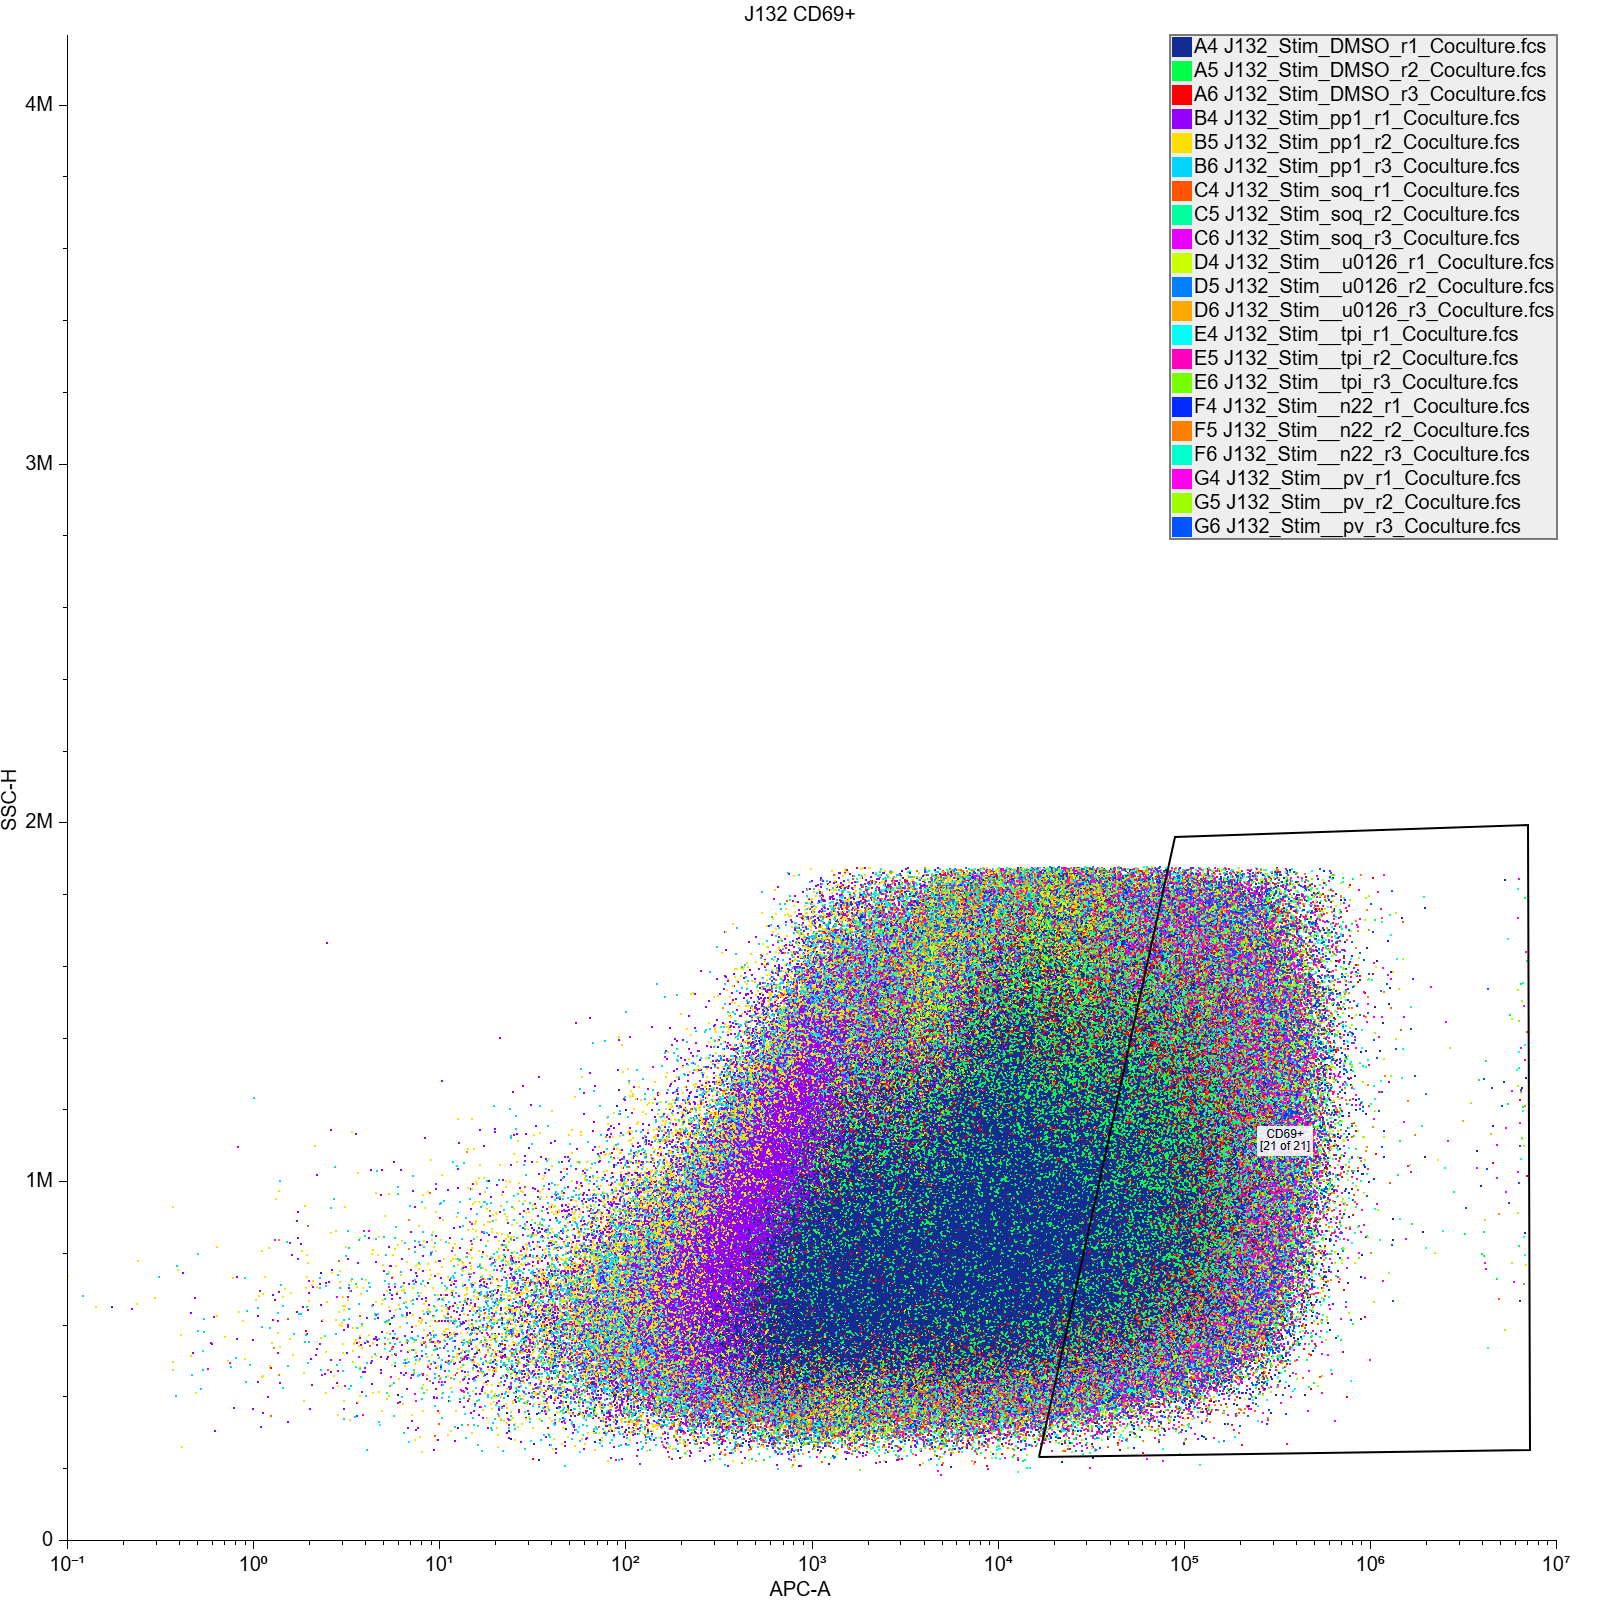 J132 CD69+
A4 J132_Stim_DMSO_r1_Coculture.fcs
A5 J132_Stim_DMSO_r2_Coculture.fcs
A6 J132_Stim_DMSO_r3_Coculture.fcs
B4 J132_Stim_pp1_r1_Coculture.fcs
B5 J132_Stim_pp1_r2_Coculture.fcs
B6 J132_Stim_pp1_r3_Coculture.fcs
C4 J132_Stim_soq_r1_Coculture.fcs
C5 J132_Stim_soq_r2_Coculture.fcs
C6 J132_Stim_soq_r3_Coculture.fcs
D4 J132_Stim__u0126_r1_Coculture.fcs
D5 J132_Stim__u0126_r2_Coculture.fcs
D6 J132_Stim__u0126_r3_Coculture.fcs
E4 J132_Stim__tpi_r1_Coculture.fcs
E5 J132_Stim__tpi_r2_Coculture.fcs
E6 J132_Stim__tpi_r3_Coculture.fcs
F4 J132_Stim__n22_r1_Coculture.fcs
F5 J132_Stim__n22_r2_Coculture.fcs
F6 J132_Stim__n22_r3_Coculture.fcs
G4 J132_Stim__pv_r1_Coculture.fcs
G5 J132_Stim__pv_r2_Coculture.fcs
G6 J132_Stim__pv_r3_Coculture.fcs
4M
3M
2M
1M
0
SSC-H
CD69+
[21 of 21]
10⁻¹ 10⁰ 10¹ 10² 10³ 10⁴ 10⁵ 10⁶ 10⁷
APC-A